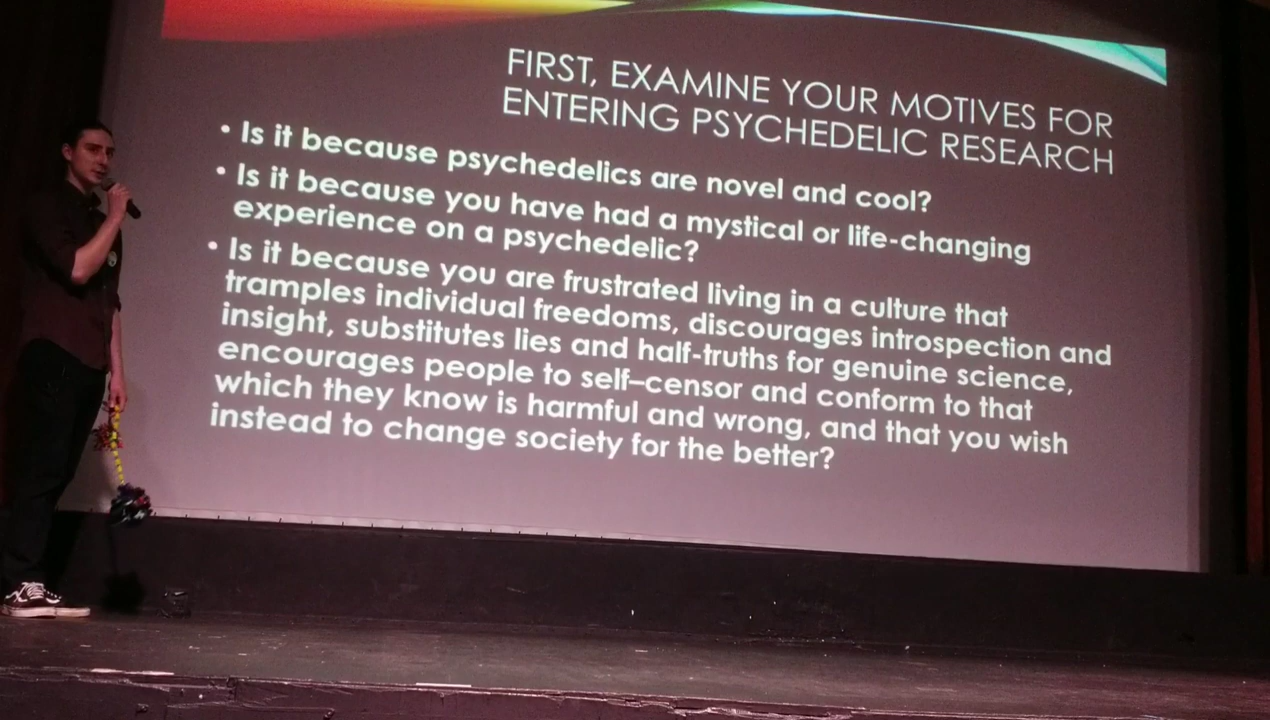 FIRST, EXAMINE YOUR MOTIVES FOR
ENTERING PSYCHEDELIC RESEARCH
• Is it because psychedelics are novel and cool?
• Is it because you have had a mystical or life-changing
experience on a psychedelic?
• Is it because you are frustrated living in a culture that
tramples individual freedoms, discourages introspection and
insight, substitutes lies and half-truths for genuine science,
encourages people to self–censor and conform to that
which they know is harmful and wrong, and that you wish
instead to change society for the better?